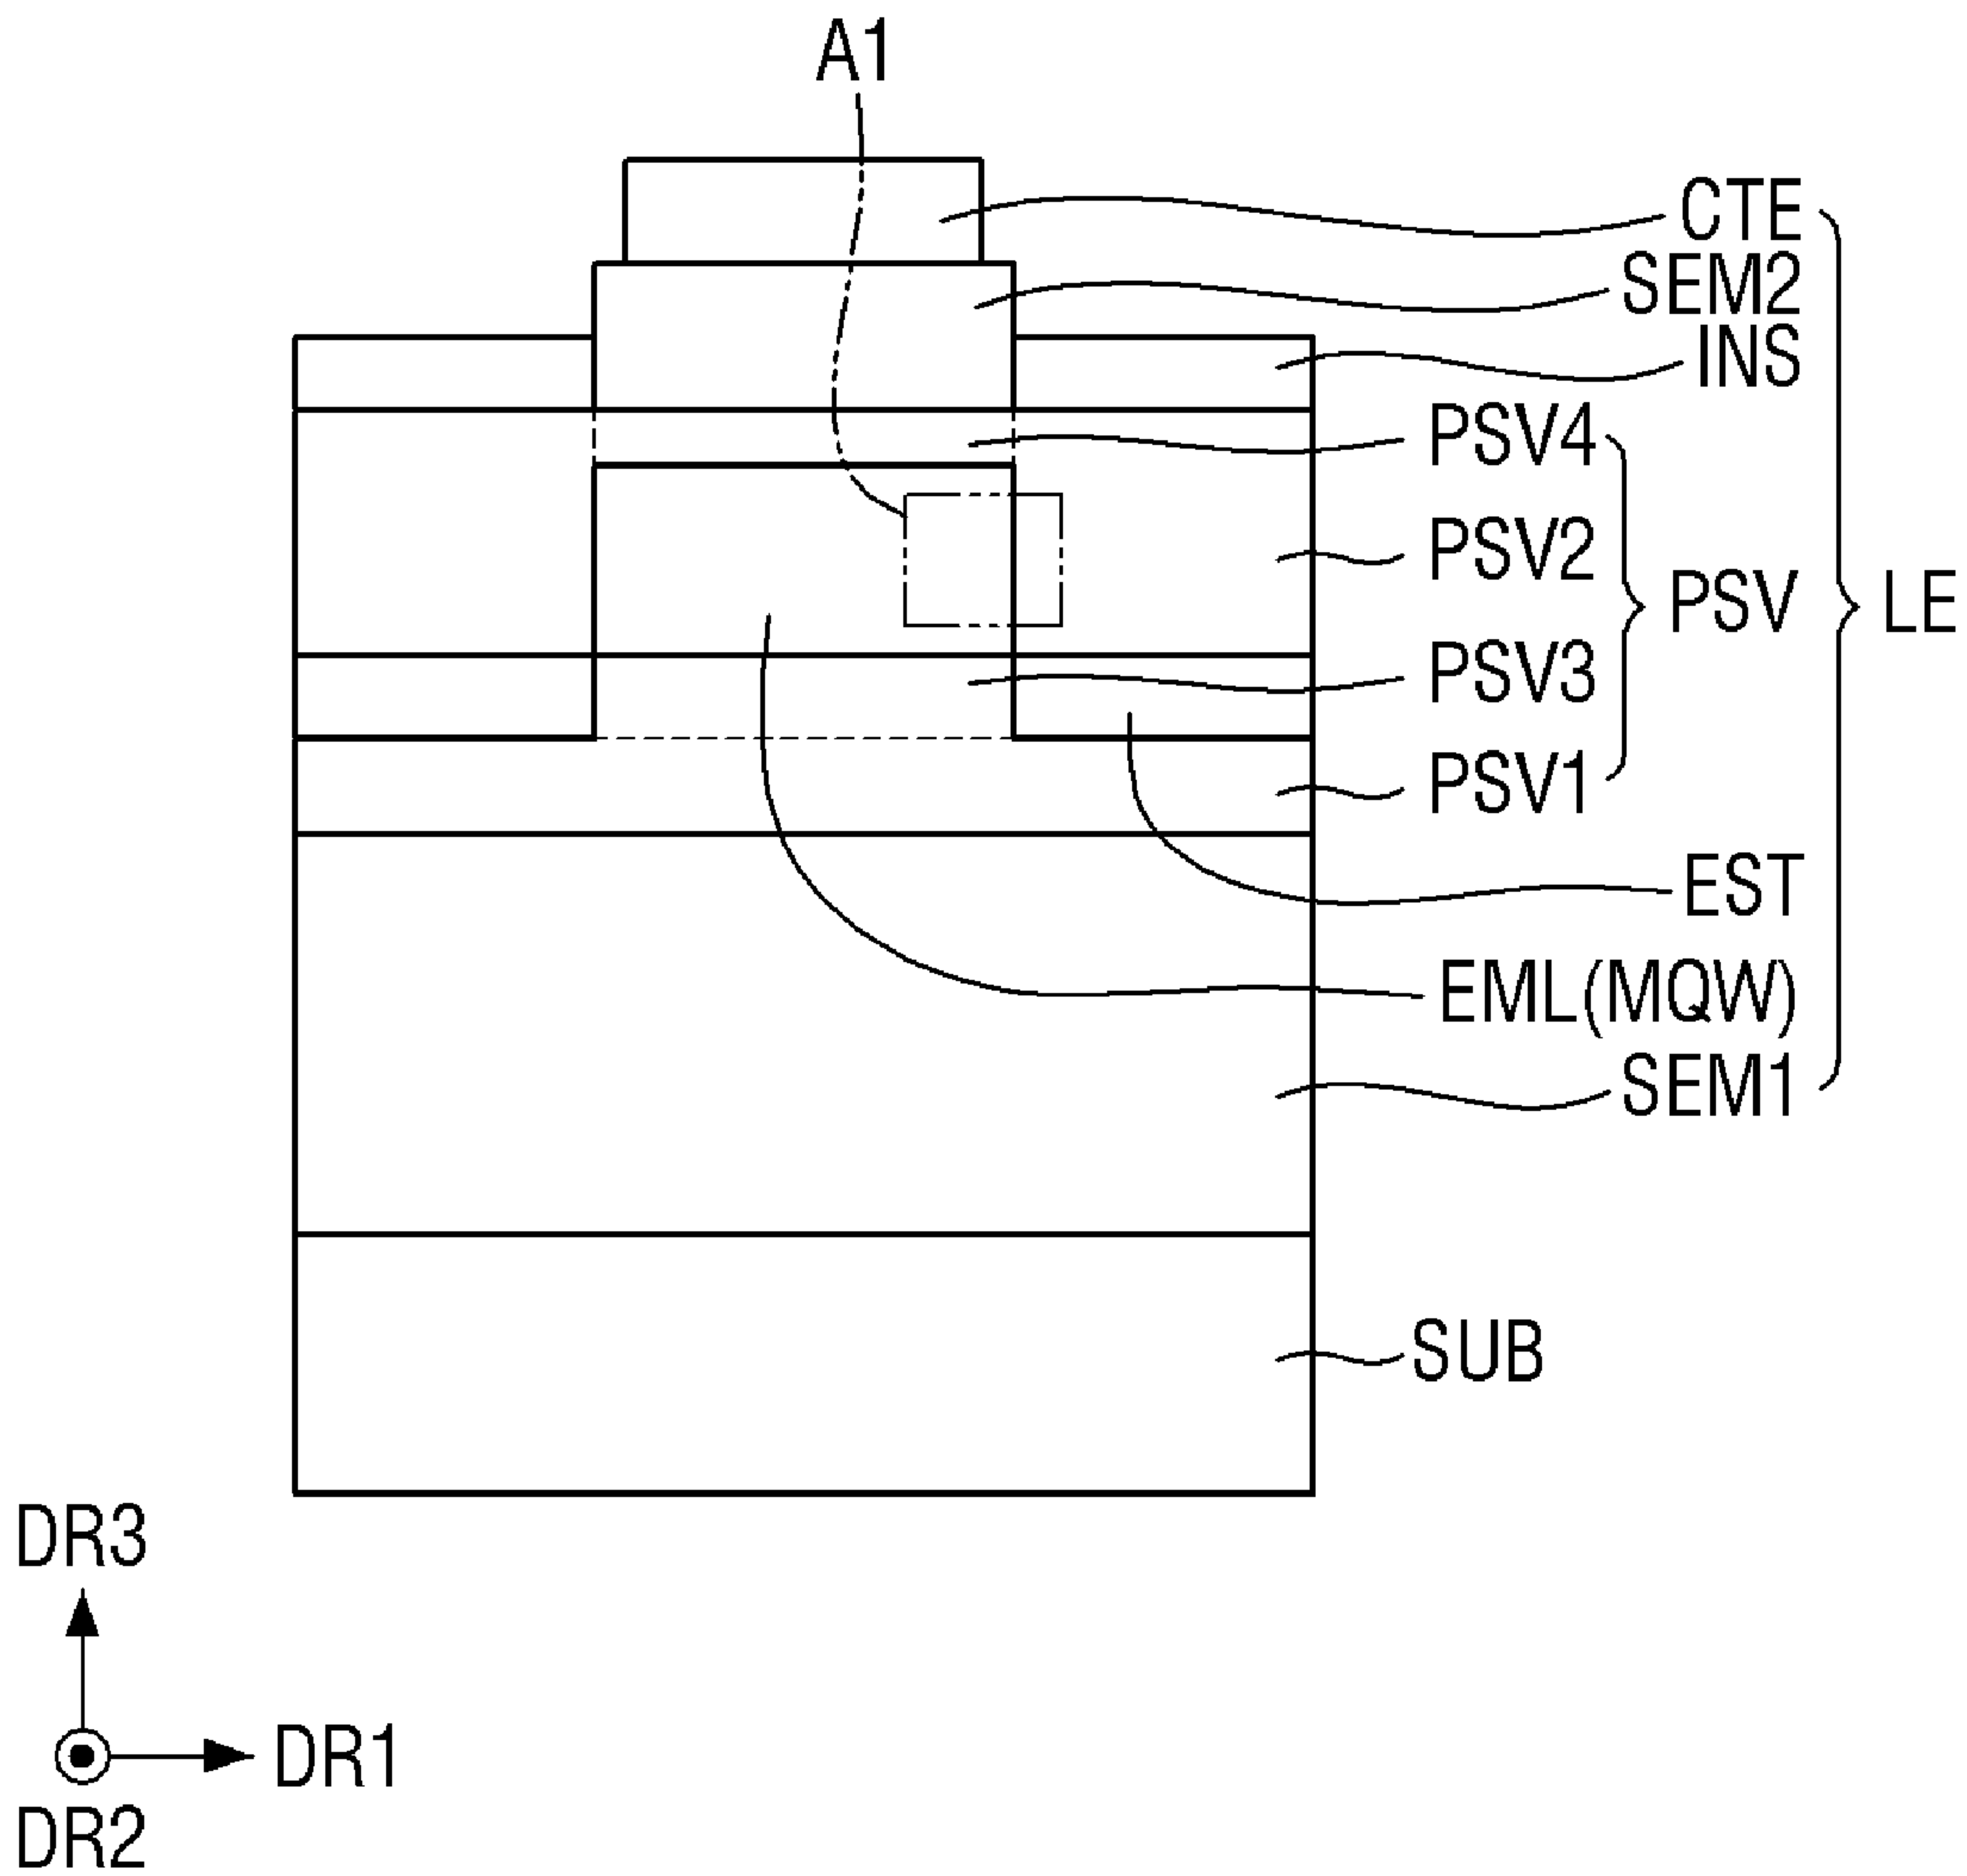 A1
CTE
SEM2
INS
PSV4
PSV2
PSV LE
PSV3
PSV1
EST
EML(MQW)
SEM1
SUB
DR3
DR1
DR2